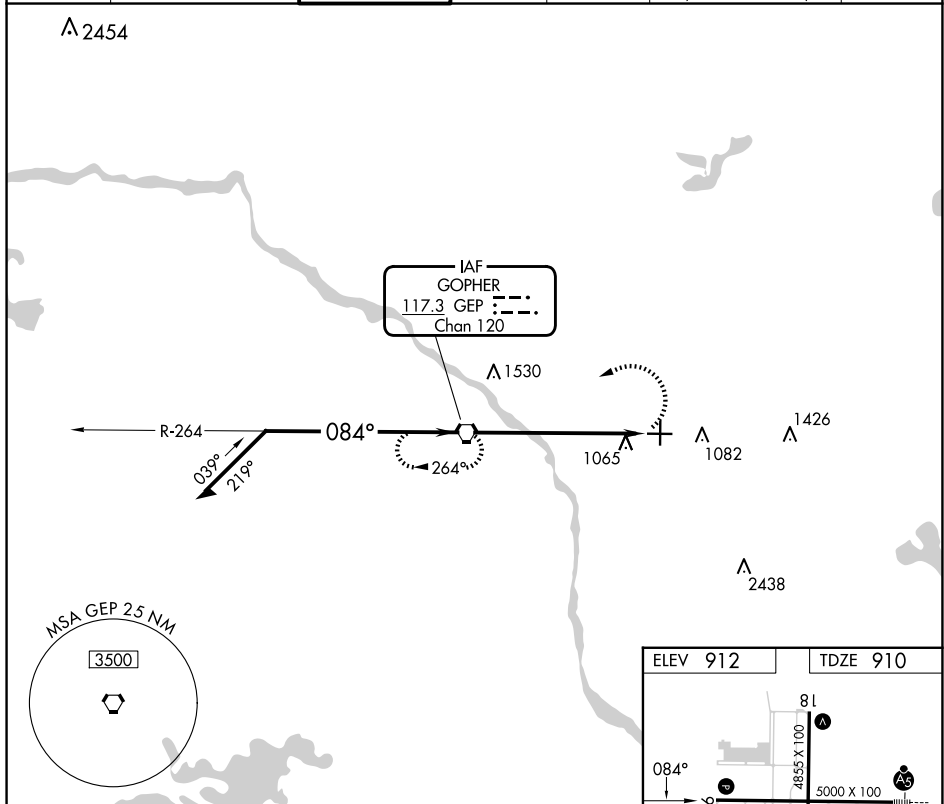 2454
IAF
GOPHER
117.3 GEP
Chan 120
1530
R-264
084°
264°
039°
219°
1065
1082
1426
2438
MSA GEP 25 NM
3500
ELEV 912
TDZE 910
18
V
4855 X 100
084°
P
9
5000 X 100
A5